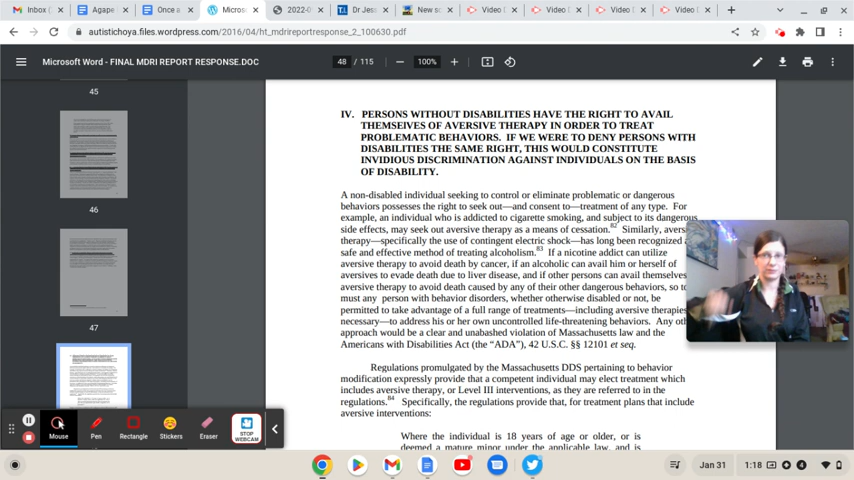 Inbox (
Agape
Once a
Micros
2022-0
Dr Jess
New sc
Video D
Video D
Video D
Video D
autistichoya.files.wordpress.com/2016/04/ht_mdrireportresponse_2_100630.pdf
Microsoft Word - FINAL MDRI REPORT RESPONSE.DOC
48 / 115
100%
45
46
47
IV. PERSONS WITHOUT DISABILITIES HAVE THE RIGHT TO AVAIL
THEMSELVES OF AVERSIVE THERAPY IN ORDER TO TREAT
PROBLEMATIC BEHAVIORS. IF WE WERE TO DENY PERSONS WITH
DISABILITIES THE SAME RIGHT, THIS WOULD CONSTITUTE
INVIDIOUS DISCRIMINATION AGAINST INDIVIDUALS ON THE BASIS
OF DISABILITY.
A non-disabled individual seeking to control or eliminate problematic or dangerous
behaviors possesses the right to seek out—and consent to—treatment of any type. For
example, an individual who is addicted to cigarette smoking, and subject to its dangerous
side effects, may seek out aversive therapy as a means of cessation.82 Similarly, avers
therapy—specifically the use of contingent electric shock—has long been recognized
safe and effective method of treating alcoholism.83 If a nicotine addict can utilize
aversive therapy to avoid death by cancer, if an alcoholic can avail him or herself of
aversives to evade death due to liver disease, and if other persons can avail themselves
aversive therapy to avoid death caused by any of their other dangerous behaviors, so t
must any person with behavior disorders, whether otherwise disabled or not, be
permitted to take advantage of a full range of treatments—including aversive therapies
necessary—to address his or her own uncontrolled life-threatening behaviors. Any ot
approach would be a clear and unabashed violation of Massachusetts law and the
Americans with Disabilities Act (the “ADA”), 42 U.S.C. §§ 12101 et seq.
Regulations promulgated by the Massachusetts DDS pertaining to behavior
modification expressly provide that a competent individual may elect treatment which
includes aversive therapy, or Level III interventions, as they are referred to in the
regulations.84 Specifically, the regulations provide that, for treatment plans that include
aversive interventions:
Where the individual is 18 years of age or older, or is
deemed a mature minor under the applicable law, and is
Mouse
Pen
Rectangle
Stickers
Eraser
STOP
WEBCAM
Jan 31
1:18
4